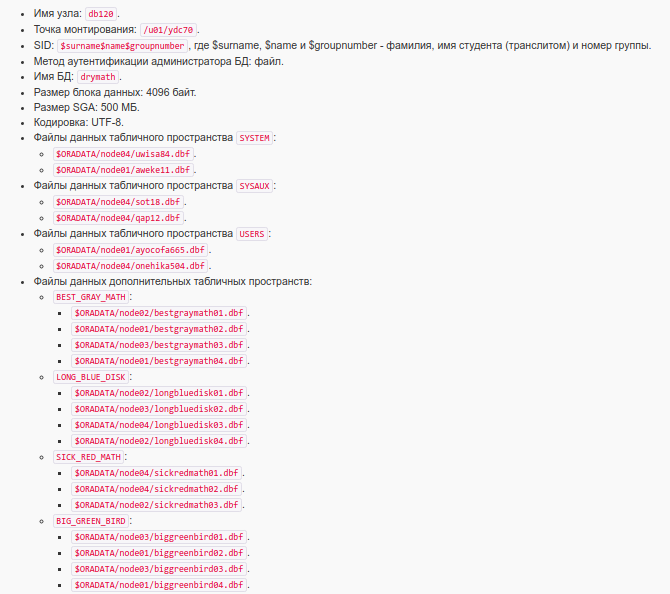 Имя узла: db120.
Точка монтирования: /u01/ydc70.
SID: $surname$name$groupnumber, где $surname, $name и $groupnumber - фамилия, имя студента (транслитом) и номер группы.
Метод аутентификации администратора БД: файл.
Имя БД: drymath.
Размер блока данных: 4096 байт.
Размер SGA: 500 МБ.
Кодировка: UTF-8.
Файлы данных табличного пространства SYSTEM:
$ORADATA/node04/uwisa84.dbf.
$ORADATA/node01/aweke11.dbf.
Файлы данных табличного пространства SYSAUX:
$ORADATA/node04/sot18.dbf.
$ORADATA/node04/qap12.dbf.
Файлы данных табличного пространства USERS:
$ORADATA/node01/ayocofa665.dbf.
$ORADATA/node04/onehika504.dbf.
Файлы данных дополнительных табличных пространств:
BEST_GRAY_MATH:
$ORADATA/node02/bestgraymath01.dbf.
$ORADATA/node01/bestgraymath02.dbf.
$ORADATA/node03/bestgraymath03.dbf.
$ORADATA/node01/bestgraymath04.dbf.
LONG_BLUE_DISK:
$ORADATA/node02/longbluedisk01.dbf.
$ORADATA/node03/longbluedisk02.dbf.
$ORADATA/node04/longbluedisk03.dbf.
$ORADATA/node02/longbluedisk04.dbf.
SICK_RED_MATH:
$ORADATA/node04/sickredmath01.dbf.
$ORADATA/node04/sickredmath02.dbf.
$ORADATA/node02/sickredmath03.dbf.
BIG_GREEN_BIRD:
$ORADATA/node03/biggreenbird01.dbf.
$ORADATA/node01/biggreenbird02.dbf.
$ORADATA/node03/biggreenbird03.dbf.
$ORADATA/node01/biggreenbird04.dbf.